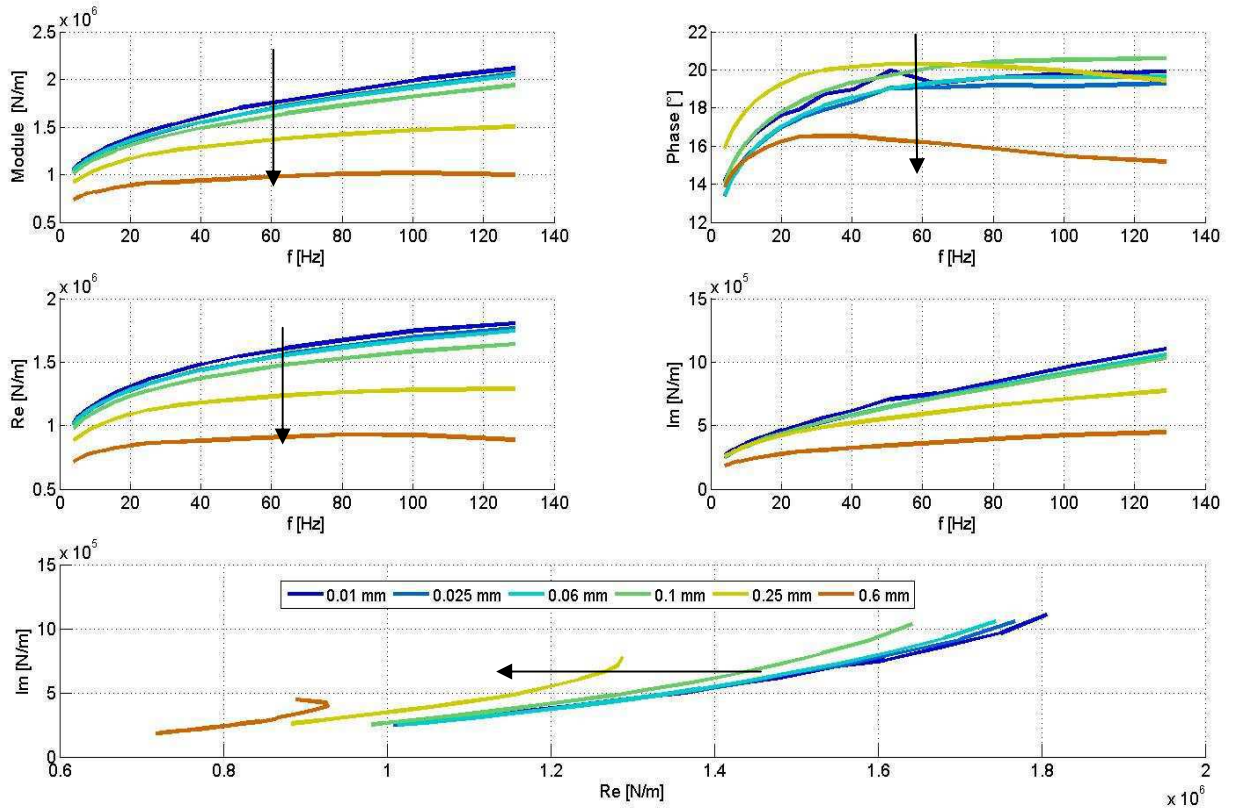 x 10^6
Module [N/m]
2.5
2
1.5
1
0.5
0 20 40 60 80 100 120 140
f [Hz]
Phase [°]
22
20
18
16
14
12
0 20 40 60 80 100 120 140
f [Hz]
x 10^6
Re [N/m]
2
1.5
1
0.5
0 20 40 60 80 100 120 140
f [Hz]
x 10^5
Im [N/m]
15
10
5
0
0 20 40 60 80 100 120 140
f [Hz]
x 10^5
Im [N/m]
15
10
5
0
0.01 mm 0.025 mm 0.06 mm 0.1 mm 0.25 mm 0.6 mm
0.6 0.8 1 1.2 1.4 1.6 1.8 2
Re [N/m]
x 10^6